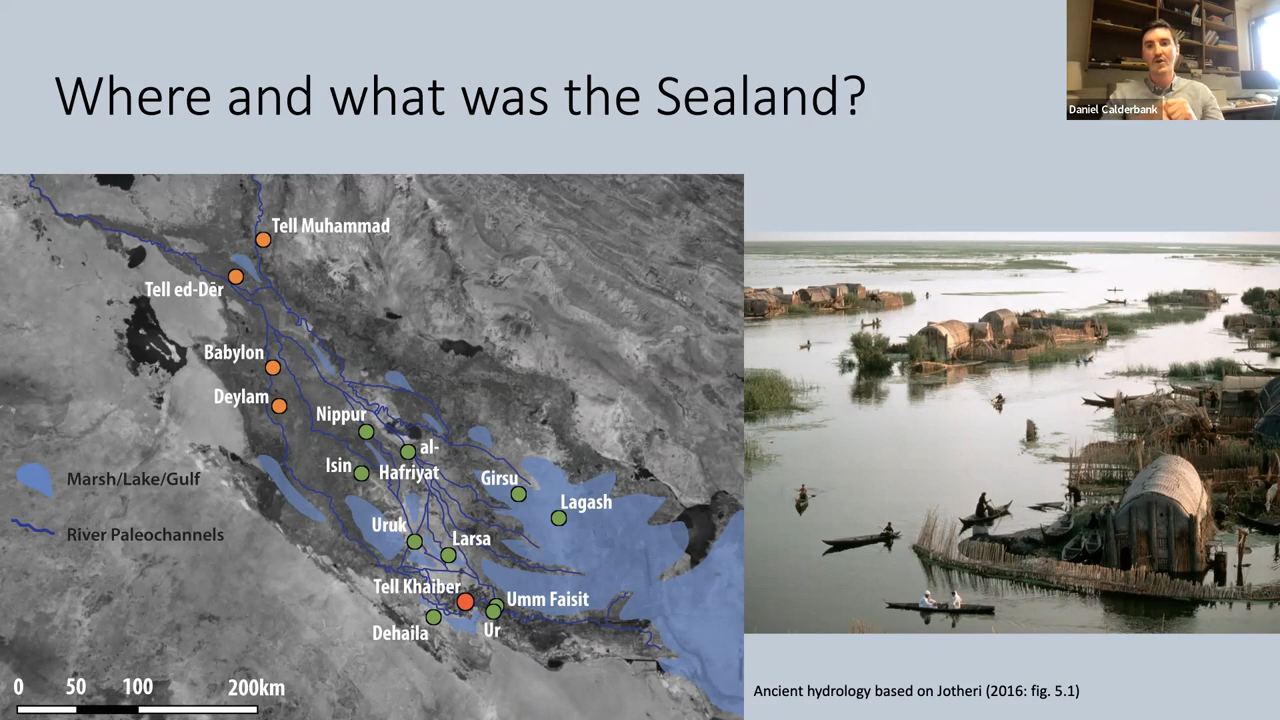 Where and what was the Sealand?
Daniel Calderbank
Tell Muhammad
Tell ed-Dēr
Babylon
Deylam
Nippur
al-
Hafriyat
Isin
Girsu
Lagash
Marsh/Lake/Gulf
River Paleochannels
Uruk
Larsa
Tell Khaiber
Umm Faisit
Dehaila
Ur
0 50 100 200km
Ancient hydrology based on Jotheri (2016: fig. 5.1)